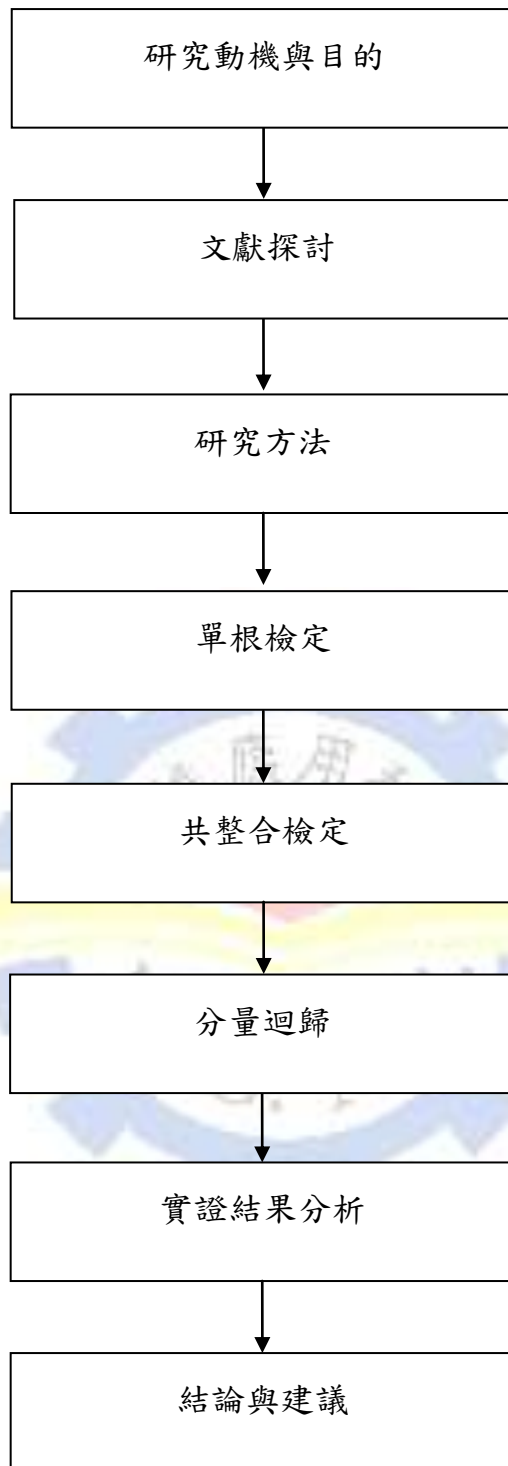 研究動機與目的
文獻探討
研究方法
單根檢定
應用
共整合檢定
分量迴歸
實證結果分析
結論與建議